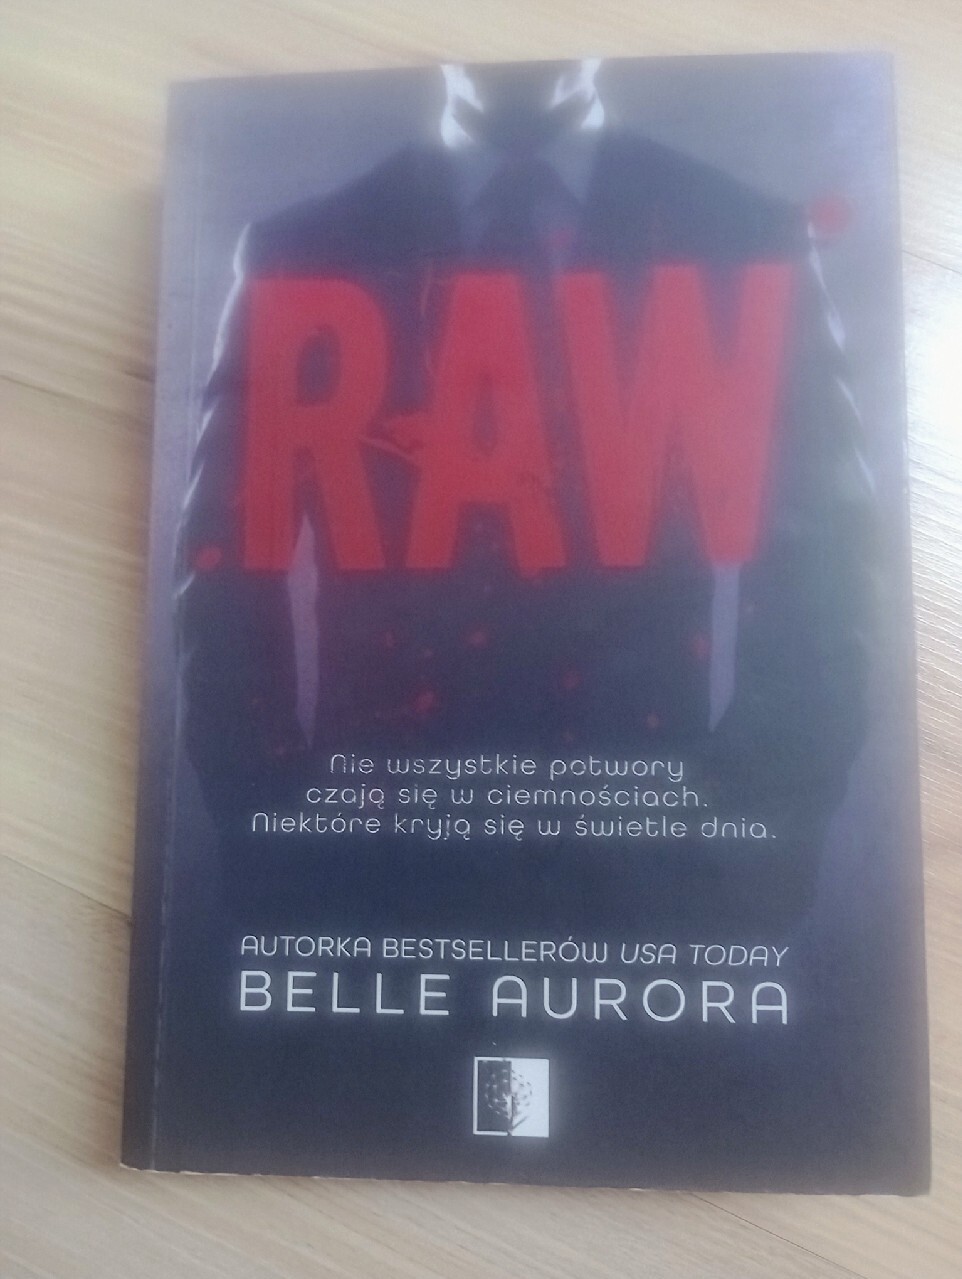 RAW
Nie wszystkie potwory
czają się w ciemnościach.
Niektóre kryją się w świetle dnia.
AUTORKA BESTSELLERÓW USA TODAY
BELLE AURORA